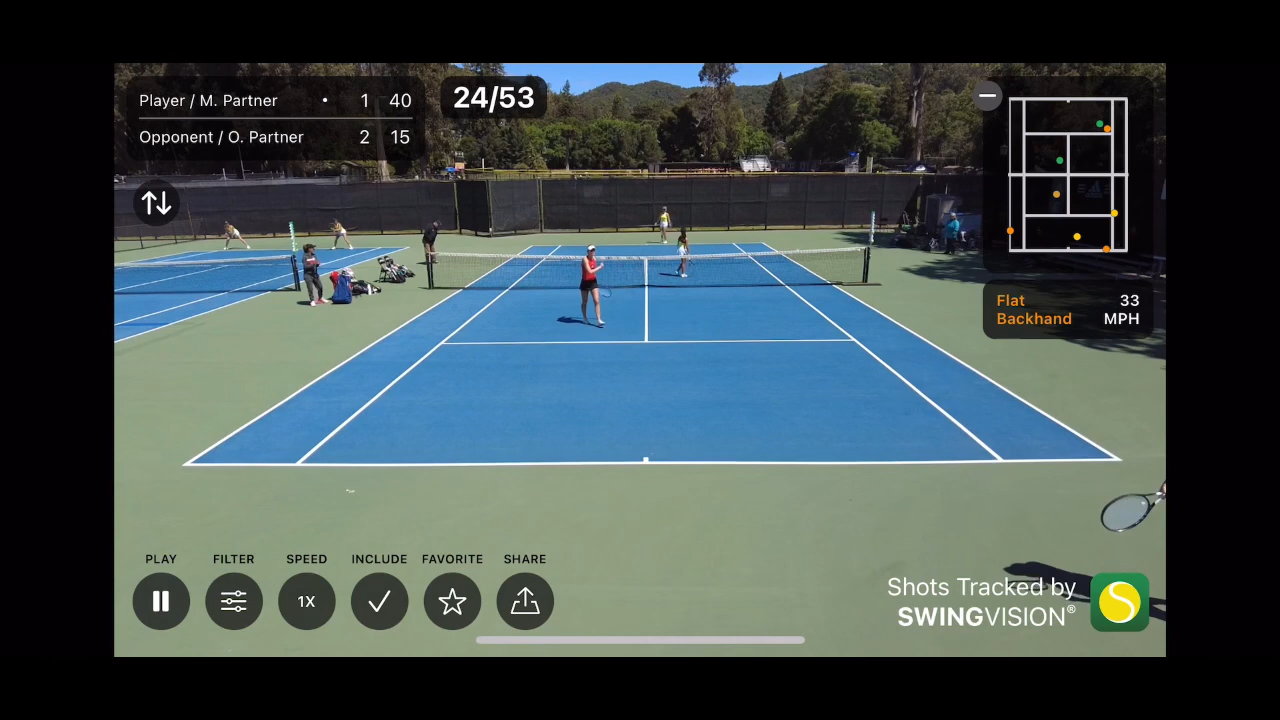 Player / M. Partner • 1 40
Opponent / O. Partner 2 15
24/53
Flat 33
Backhand MPH
PLAY FILTER SPEED INCLUDE FAVORITE SHARE
1X
Shots Tracked by
SWINGVISION®